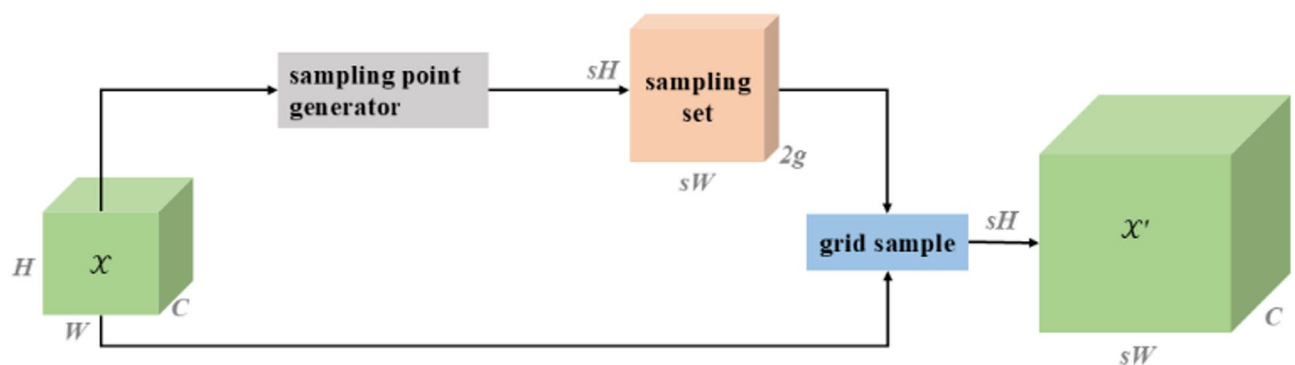 sampling point
generator
sH
sampling
set
2g
sW
H
X
C
W
grid sample
sH
X'
C
sW